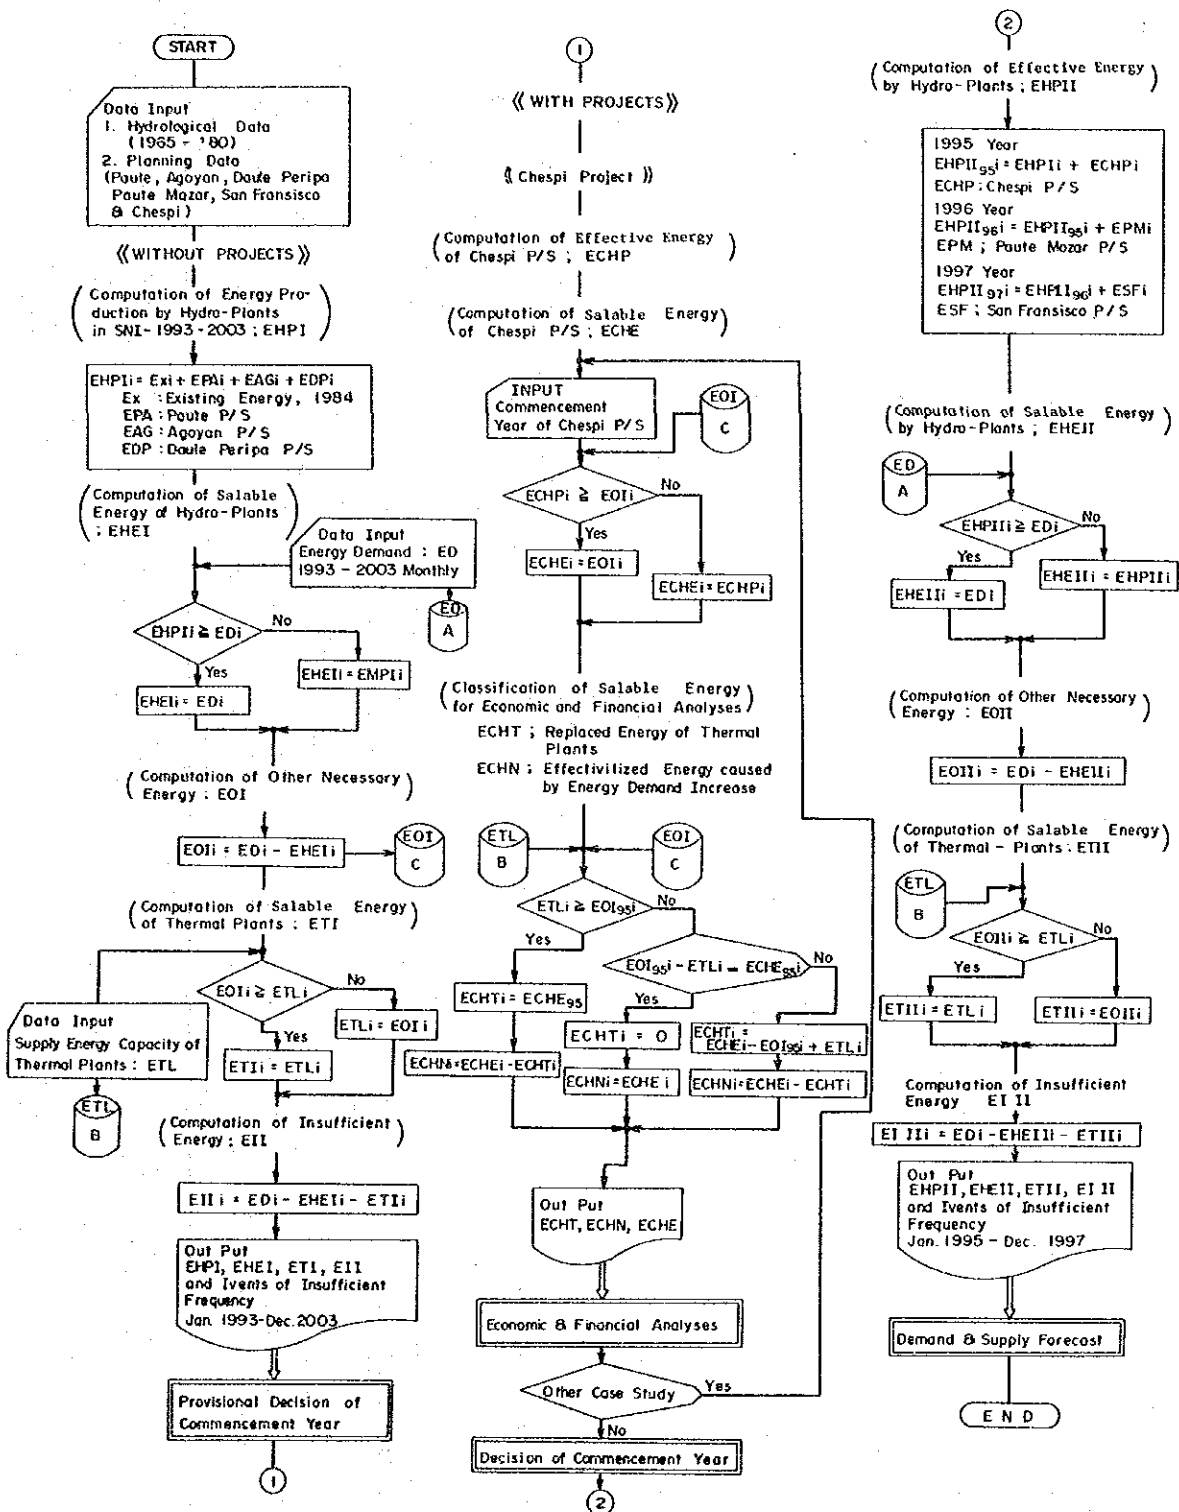 START
Data Input
1. Hydrological Data
(1965 - '80)
2. Planning Data
(Paute, Agoyan, Daule Peripa
Paute Mazar, San Fransisco
& Chespi)
《WITHOUT PROJECTS》
(Computation of Energy Pro-
duction by Hydro-Plants
in SNI-1993-2003 ; EHPI)
EHPIi = Exi + EPAi + EAGi + EDPi
Ex : Existing Energy, 1984
EPA : Paute P/S
EAG : Agoyan P/S
EDP : Daule Peripa P/S
(Computation of Salable
Energy of Hydro-Plants
; EHEI)
Data Input
Energy Demand : ED
1993 - 2003 Monthly
ED
A
EHPIi ≧ EDi
No
Yes
EHEIi = EMPIi
EHEIi = EDi
(Computation of Other Necessary
Energy : EOI)
EOIi = EDi - EHEIi
EOI
C
(Computation of Salable Energy
of Thermal Plants ; ETI)
EOIi ≧ ETLi
No
Yes
ETLi = EOIi
ETIi = ETLi
Data Input
Supply Energy Capacity of
Thermal Plants : ETL
ETL
B
(Computation of Insufficient
Energy ; EII)
EIIi = EDi - EHEIi - ETIi
Out Put
EHPI, EHEI, ETI, EII
and Ivents of Insufficient
Frequency
Jan. 1993-Dec. 2003
Provisional Decision of
Commencement Year
1
1
《WITH PROJECTS》
《Chespi Project》
(Computation of Effective Energy
of Chespi P/S ; ECHP)
(Computation of Salable Energy
of Chespi P/S ; ECHE)
INPUT
Commencement
Year of Chespi P/S
EOI
C
ECHPi ≧ EOIi
No
Yes
ECHEi = EOIi
ECHEi = ECHPi
(Classification of Salable Energy
for Economic and Financial Analyses)
ECHT ; Replaced Energy of Thermal
Plants
ECHN ; Effectivilized Energy caused
by Energy Demand Increase
ETL
B
EOI
C
ETLi ≧ EOI95i
No
Yes
EOI95i - ETLi = ECHE95i
No
Yes
ECHTi = ECHE95
ECHTi = 0
ECHTi =
ECHEi - EOI95i + ETLi
ECHNi = ECHEi - ECHTi
ECHNi = ECHEi
ECHNi = ECHEi - ECHTi
Out Put
ECHT, ECHN, ECHE
Economic & Financial Analyses
Other Case Study
Yes
No
Decision of Commencement Year
2
2
(Computation of Effective Energy
by Hydro-Plants ; EHPII)
1995 Year
EHPII95i = EHPIi + ECHPi
ECHP : Chespi P/S
1996 Year
EHPII96i = EHPII95i + EPMi
EPM ; Paute Mazar P/S
1997 Year
EHPII97i = EHPII96i + ESFi
ESF ; San Fransisco P/S
(Computation of Salable Energy
by Hydro-Plants ; EHEII)
ED
A
EHPIIi ≧ EDi
No
Yes
EHEIIi = EHPIIi
EHEIIi = EDi
(Computation of Other Necessary
Energy : EOII)
EOIIi = EDi - EHEIIi
(Computation of Salable Energy
of Thermal - Plants : ETII)
ETL
B
EOIIi ≧ ETLi
No
Yes
ETIIi = ETLi
ETIIi = EOIIi
Computation of Insufficient
Energy EI II
EI IIi = EDi - EHEIIi - ETIIi
Out Put
EHPII, EHEII, ETII, EI II
and Ivents of Insufficient
Frequency
Jan. 1995 - Dec. 1997
Demand & Supply Forecast
END